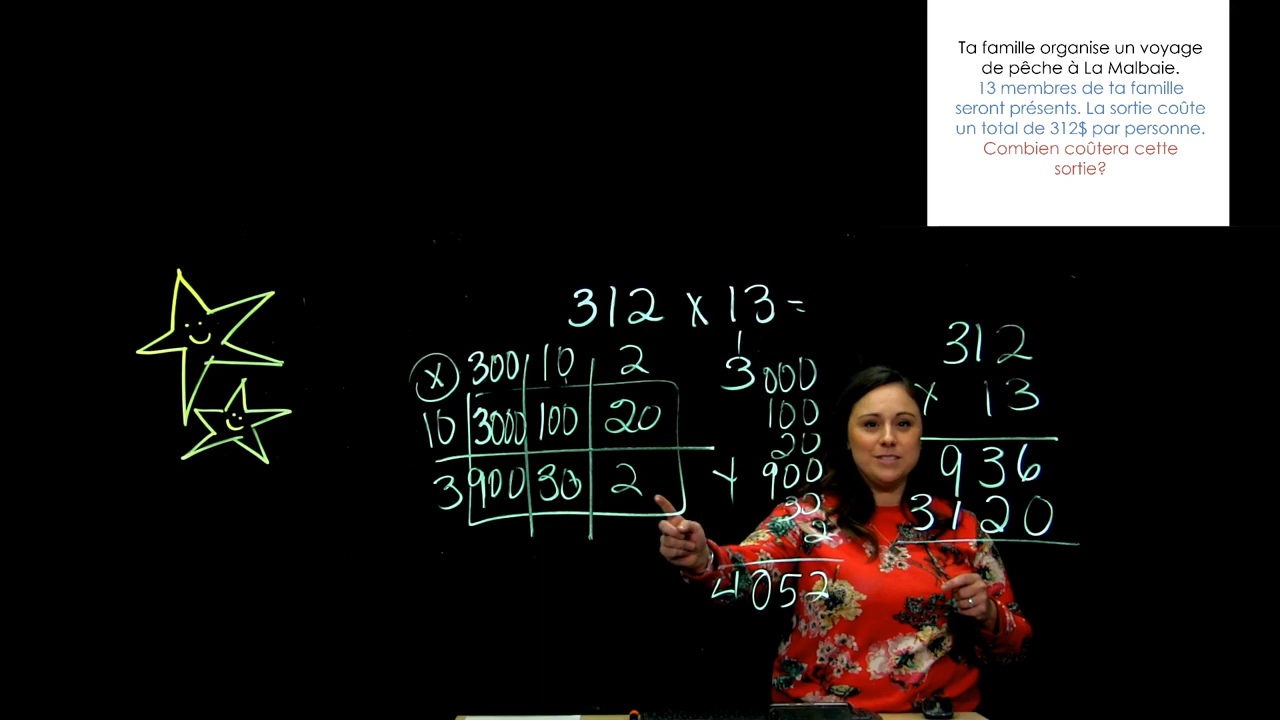 Ta famille organise un voyage
de pêche à La Malbaie.
13 membres de ta famille
seront présents. La sortie coûte
un total de 312$ par personne.
Combien coûtera cette
sortie?
312 x 13 =
x 300 10 2
10 3000 100 20
3 900 30 2
1
3000
100
20
+ 900
30
2
4052
312
x 13
936
3120